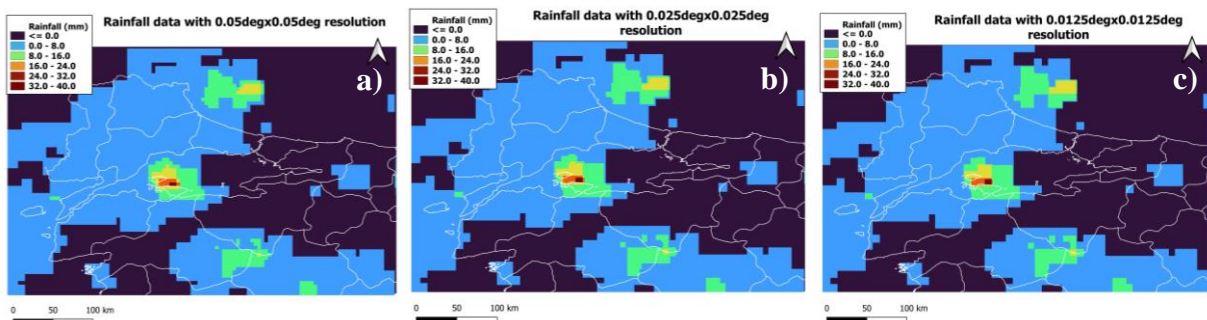 Rainfall data with 0.05degx0.05deg resolution
Rainfall (mm)
<= 0.0
0.0 - 8.0
8.0 - 16.0
16.0 - 24.0
24.0 - 32.0
32.0 - 40.0
a)
0 50 100 km
Rainfall data with 0.025degx0.025deg
resolution
Rainfall (mm)
<= 0.0
0.0 - 8.0
8.0 - 16.0
16.0 - 24.0
24.0 - 32.0
32.0 - 40.0
b)
0 50 100 km
Rainfall data with 0.0125degx0.0125deg
resolution
Rainfall (mm)
<= 0.0
0.0 - 8.0
8.0 - 16.0
16.0 - 24.0
24.0 - 32.0
32.0 - 40.0
c)
0 50 100 km